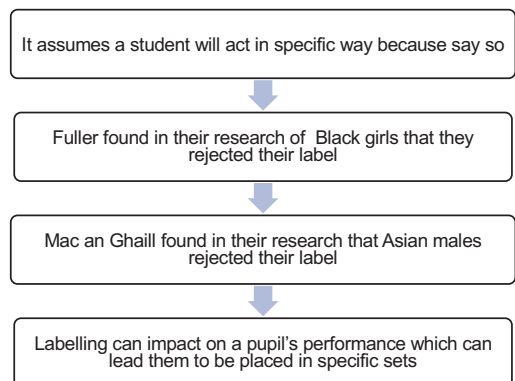 It assumes a student will act in specific way because say so
Fuller found in their research of Black girls that they
rejected their label
Mac an Ghaill found in their research that Asian males
rejected their label
Labelling can impact on a pupil's performance which can
lead them to be placed in specific sets